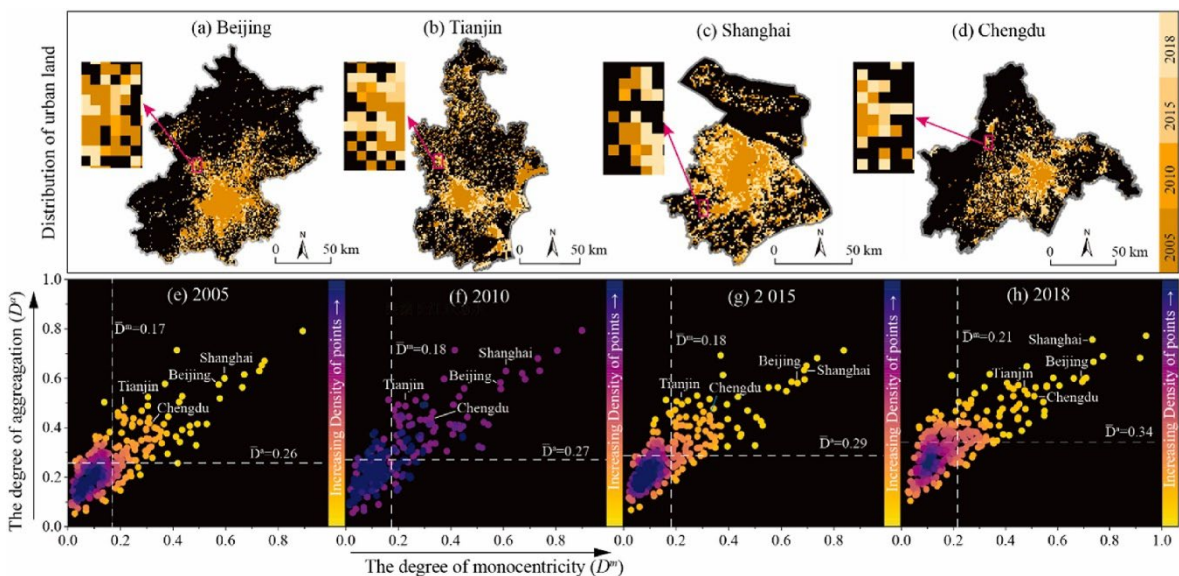 (a) Beijing
(b) Tianjin
(c) Shanghai
(d) Chengdu
Distribution of urban land
N
0 50 km
N
0 50 km
N
0 50 km
N
0 50 km
2018
2015
2010
2005
The degree of aggreagation (Dᵃ)
1.0
0.8
0.6
0.4
0.2
0.0
(e) 2005
D̅ᵐ=0.17
Shanghai
Beijing
Tianjin
Chengdu
D̅ᵃ=0.26
Increasing Density of points →
(f) 2010
D̅ᵐ=0.18
Shanghai
Beijing
Tianjin
Chengdu
D̅ᵃ=0.27
Increasing Density of points →
(g) 2 015
D̅ᵐ=0.18
Beijing
Shanghai
Tianjin
Chengdu
D̅ᵃ=0.29
Increasing Density of points →
(h) 2018
D̅ᵐ=0.21
Shanghai
Beijing
Tianjin
Chengdu
D̅ᵃ=0.34
Increasing Density of points →
0.0 0.2 0.4 0.6 0.8 0.0 0.2 0.4 0.6 0.8 0.0 0.2 0.4 0.6 0.8 0.0 0.2 0.4 0.6 0.8 1.0
The degree of monocentricity (Dᵐ)